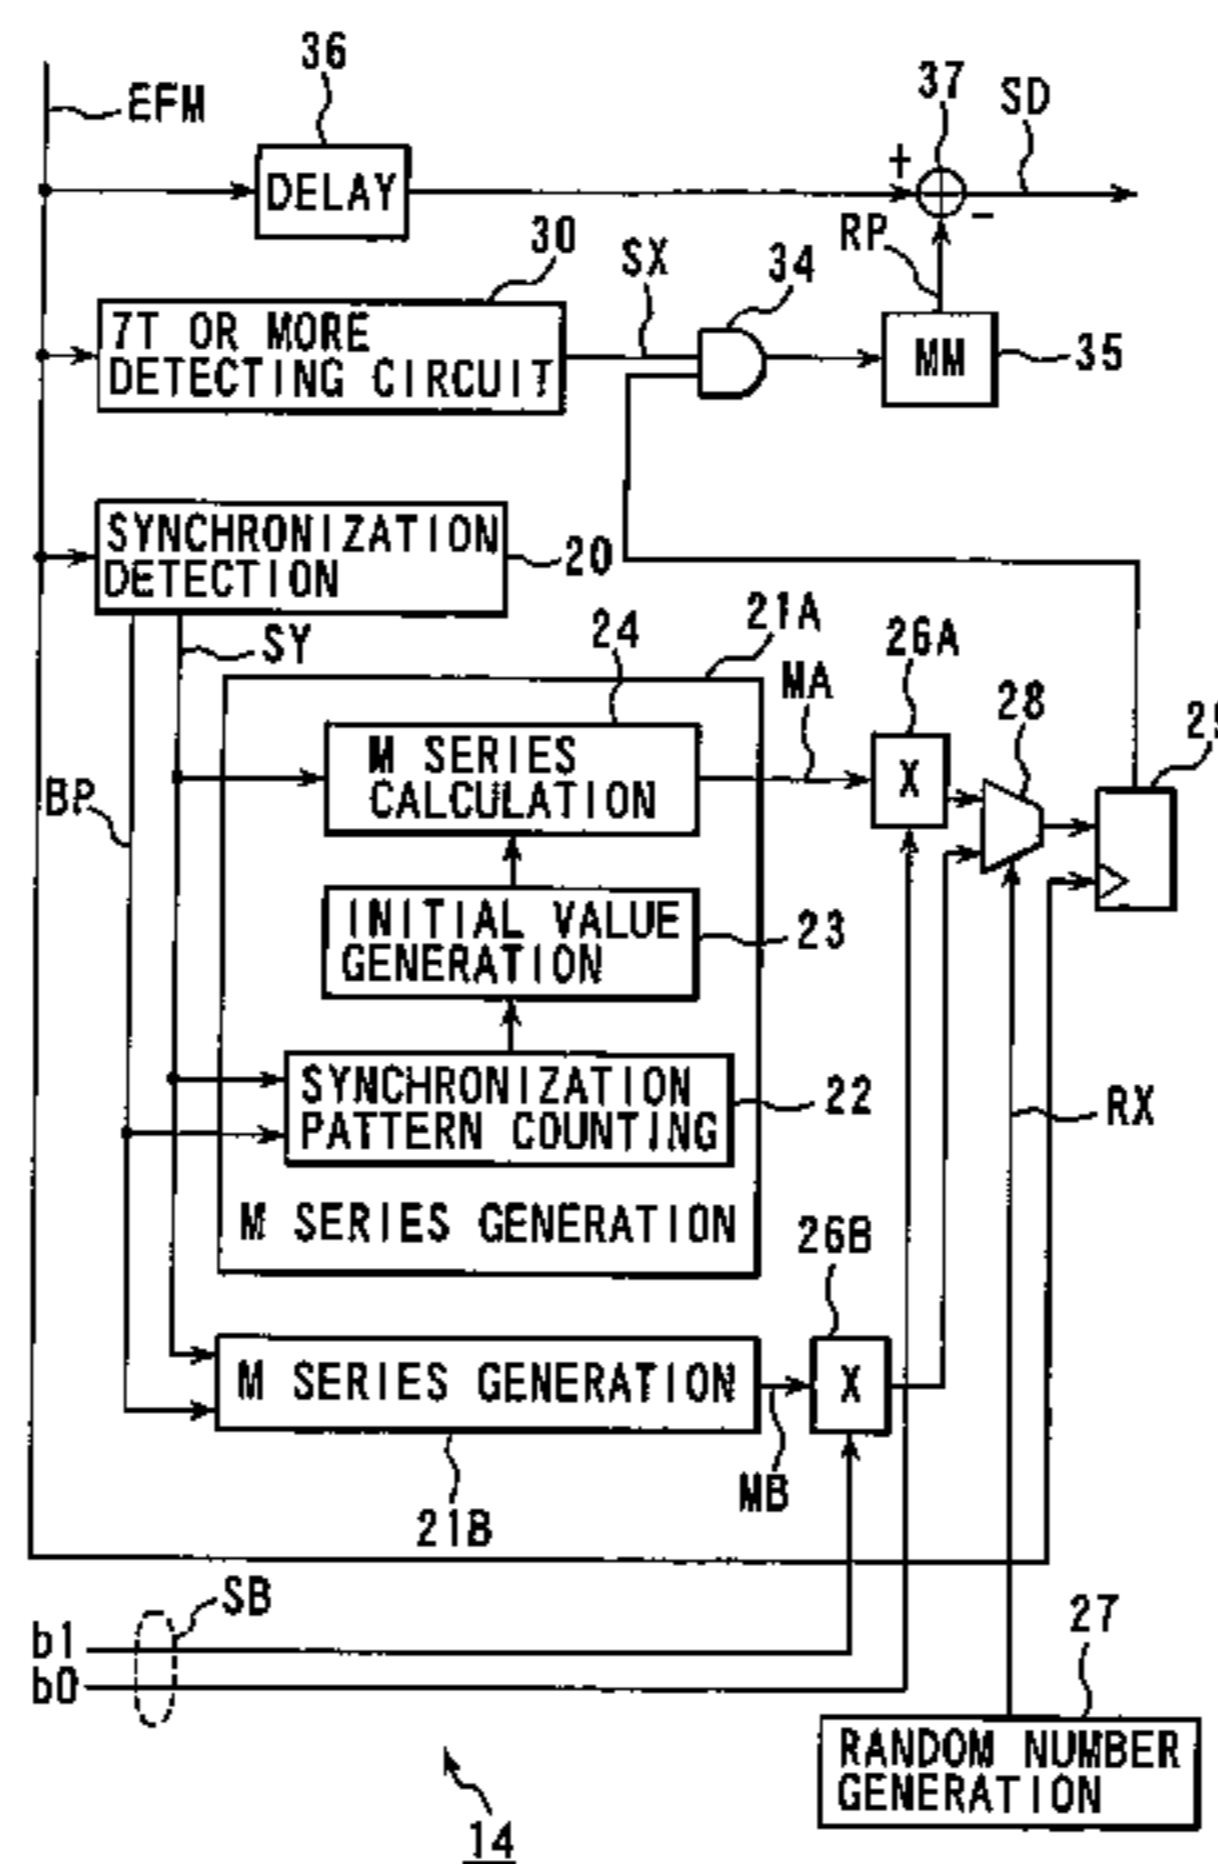 36
EFM
37
SD
+
DELAY
-
30
SX
34
RP
7T OR MORE
DETECTING CIRCUIT
MM
35
SYNCHRONIZATION
DETECTION
20
SY
24
21A
26A
MA
28
M SERIES
CALCULATION
X
BP
INITIAL VALUE
GENERATION
23
SYNCHRONIZATION
PATTERN COUNTING
22
RX
M SERIES GENERATION
26B
M SERIES GENERATION
X
MB
21B
SB
b1
b0
27
RANDOM NUMBER
GENERATION
14